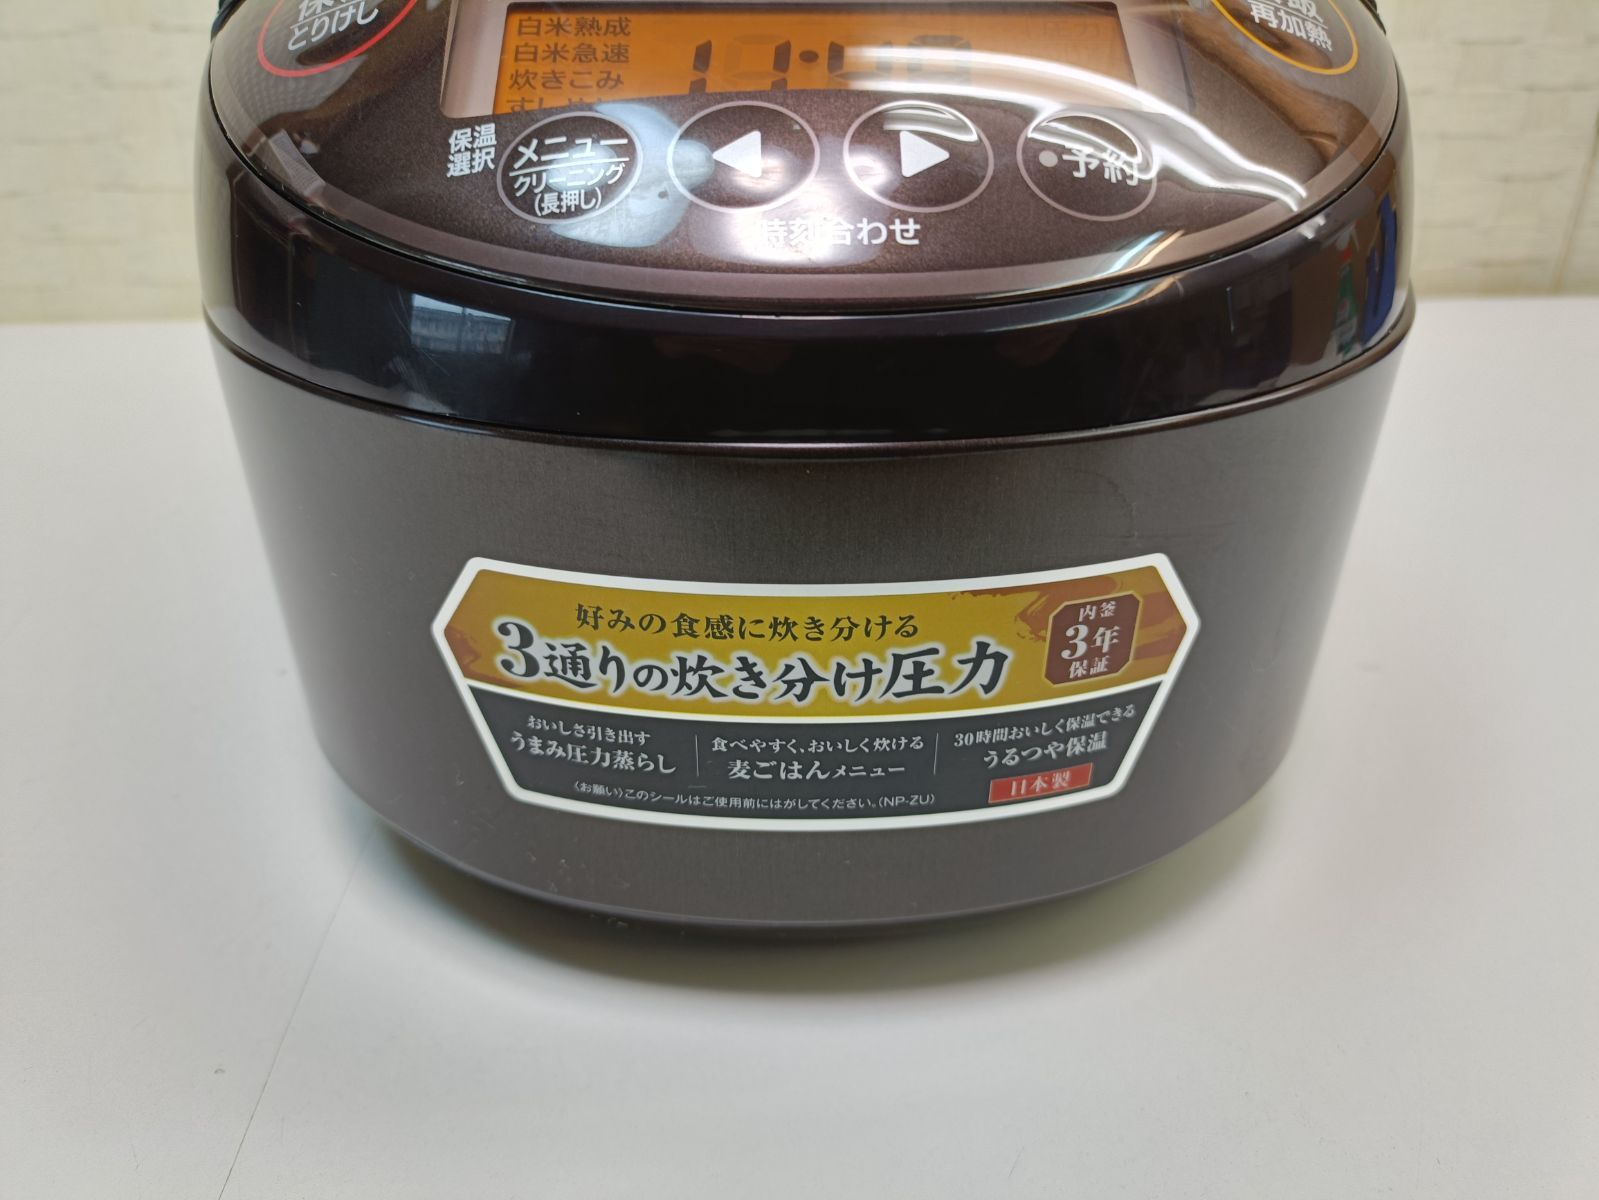 とりけし
白米熟成
白米急速
炊きこみ
再加熱
保温
選択
メニュー
クリーニング
(長押し)
予約
時刻合わせ
好みの食感に炊き分ける
3通りの炊き分け圧力
内釜
3年
保証
おいしさ引き出す
うまみ圧力蒸らし
食べやすく、おいしく炊ける
麦ごはんメニュー
30時間おいしく保温できる
うるつや保温
日本製
〈お願い〉このシールはご使用前にはがしてください。(NP-ZU)